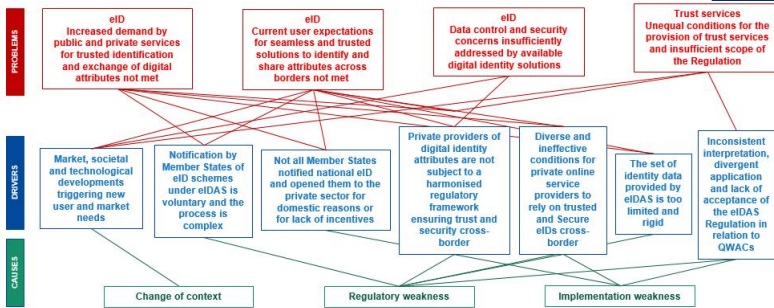 PROBLEMS
eID
Increased demand by
public and private services
for trusted identification
and exchange of digital
attributes not met
eID
Current user expectations
for seamless and trusted
solutions to identify and
share attributes across
borders not met
eID
Data control and security
concerns insufficiently
addressed by available
digital identity solutions
Trust services
Unequal conditions for the
provision of trust services
and insufficient scope of
the Regulation
DRIVERS
Market, societal
and technological
developments
triggering new
user and market
needs
Notification by
Member States of
eID schemes
under eIDAS is
voluntary and the
process is
complex
Not all Member States
notified national eID
and opened them to the
private sector for
domestic reasons or
for lack of incentives
Private providers of
digital identity
attributes are not
subject to a
harmonised
regulatory
framework
ensuring trust and
security cross-
border
Diverse and
ineffective
conditions for
private online
service
providers to
rely on trusted
and Secure
eIDs cross-
border
The set of
identity data
provided by
eIDAS is too
limited and
rigid
Inconsistent
interpretation,
divergent
application
and lack of
acceptance of
the eIDAS
Regulation in
relation to
QWACs
CAUSES
Change of context
Regulatory weakness
Implementation weakness